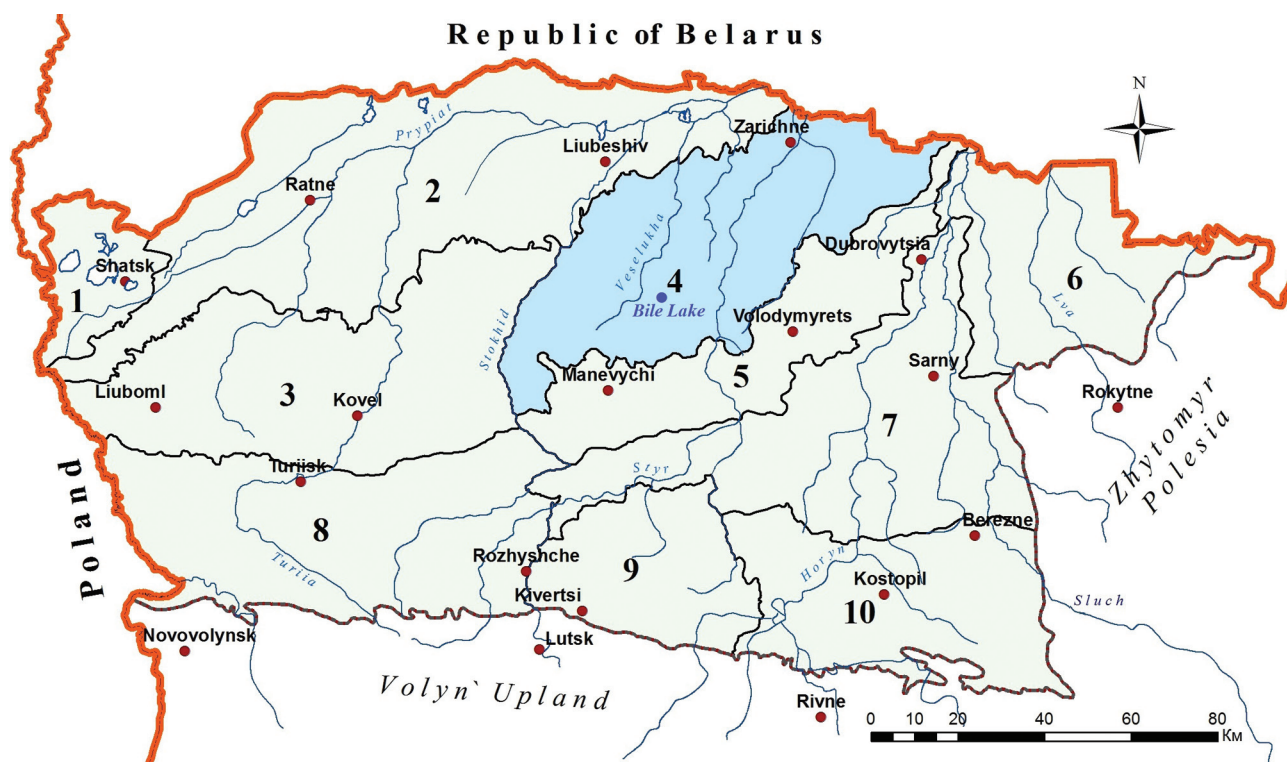 Republic of Belarus
N
Zarichne
Prypiat
Liubeshiv
Ratne
2
Veselukha
Dubrovytsia
Shatsk
1
4
6
Bile Lake
Lva
Stokhid
Volodymyrets
Sarny
Manevychi
5
Liuboml
3
Kovel
Rokytne
7
Poland
Turiisk
Styr
Zhytomyr
Polesia
8
Berezne
Rozhyshche
9
Horyn
Turiia
Kostopil
Kivertsi
10
Sluch
Novovolynsk
Lutsk
Volyn` Upland
Rivne
0 5 10 20 40 60 80
Км